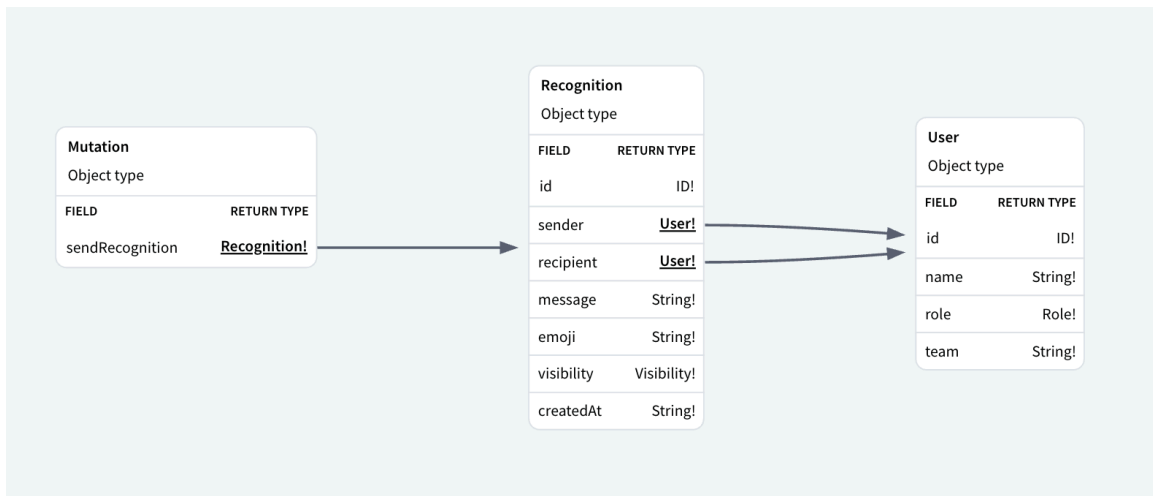 Mutation
Object type
FIELD RETURN TYPE
sendRecognition Recognition!
Recognition
Object type
FIELD RETURN TYPE
id ID!
sender User!
recipient User!
message String!
emoji String!
visibility Visibility!
createdAt String!
User
Object type
FIELD RETURN TYPE
id ID!
name String!
role Role!
team String!